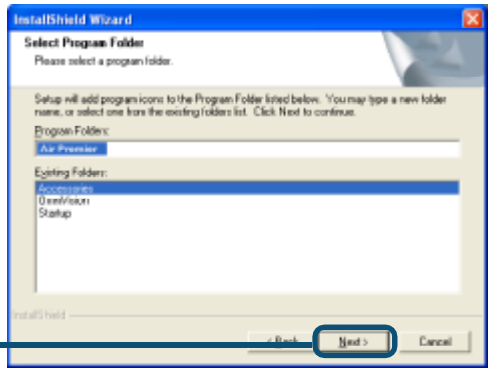 InstallShield Wizard
Select Program Folder
Please select a program folder.
Setup will add program icons to the Program Folder listed below. You may type a new folder
name, or select one from the existing folders list. Click Next to continue.
Program Folders:
Air Premier
Existing Folders:
Accessories
OmniVision
Startup
InstallShield
< Back Next > Cancel